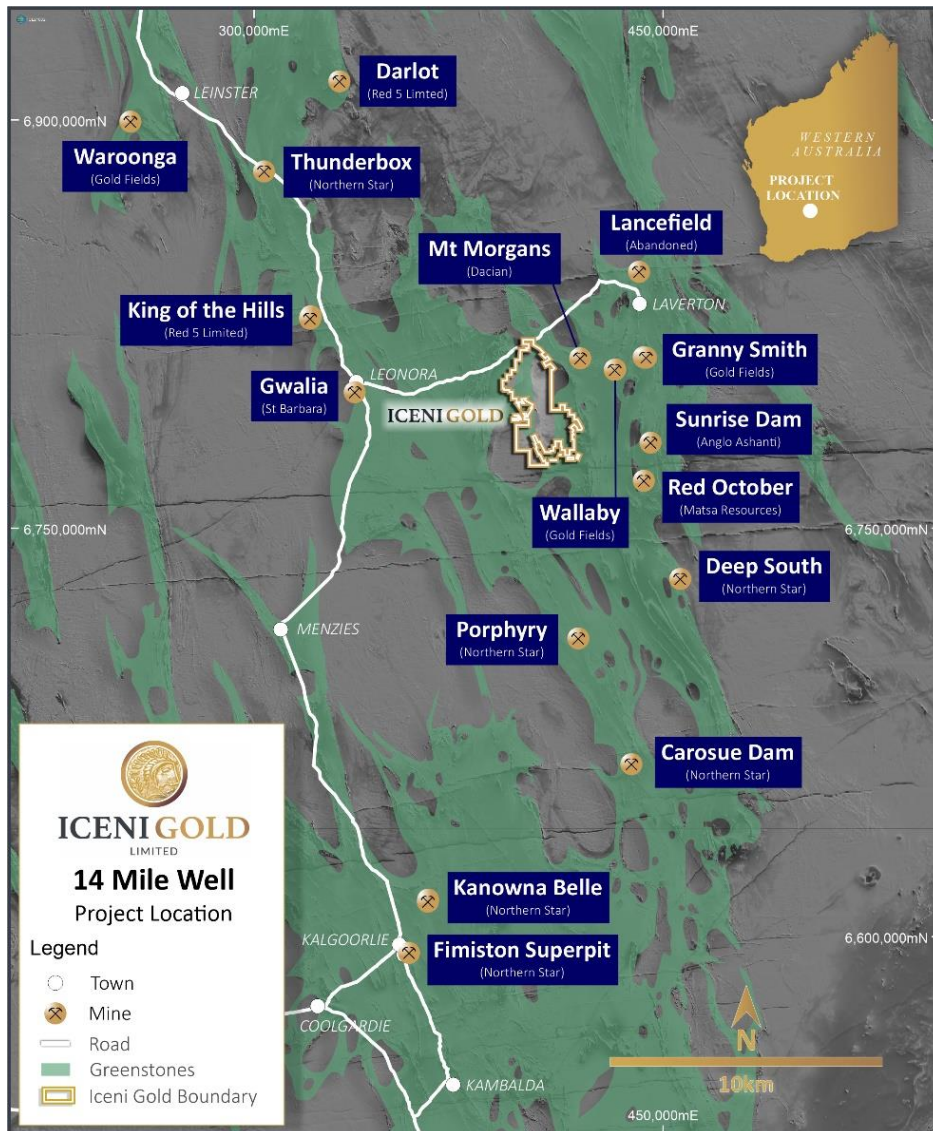 300,000mE
450,000mE
Darlot
(Red 5 Limted)
LEINSTER
6,900,000mN
Waroonga
(Gold Fields)
Thunderbox
(Northern Star)
WESTERN
AUSTRALIA
PROJECT
LOCATION
Lancefield
(Abandoned)
Mt Morgans
(Dacian)
LAVERTON
King of the Hills
(Red 5 Limited)
Granny Smith
(Gold Fields)
LEONORA
Gwalia
(St Barbara)
ICENI GOLD
Sunrise Dam
(Anglo Ashanti)
Red October
(Matsa Resources)
Wallaby
(Gold Fields)
6,750,000mN
6,750,000mN
Deep South
(Northern Star)
MENZIES
Porphyry
(Northern Star)
Carosue Dam
(Northern Star)
ICENI GOLD
LIMITED
14 Mile Well
Project Location
Legend
Town
Mine
Road
Greenstones
Iceni Gold Boundary
Kanowna Belle
(Northern Star)
KALGOORLIE
6,600,000mN
Fimiston Superpit
(Northern Star)
COOLGARDIE
N
10km
KAMBALDA
450,000mE